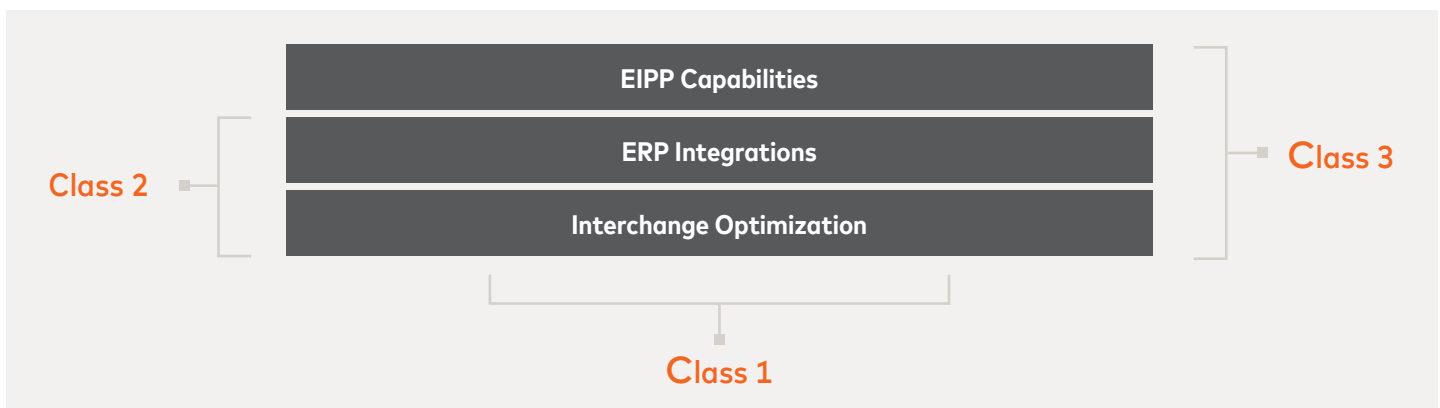 EIPP Capabilities
ERP Integrations
Class 3
Class 2
Interchange Optimization
Class 1